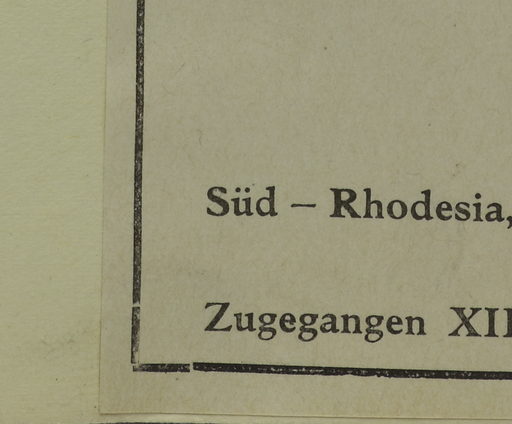 Süd – Rhodesia,
Zugegangen XII